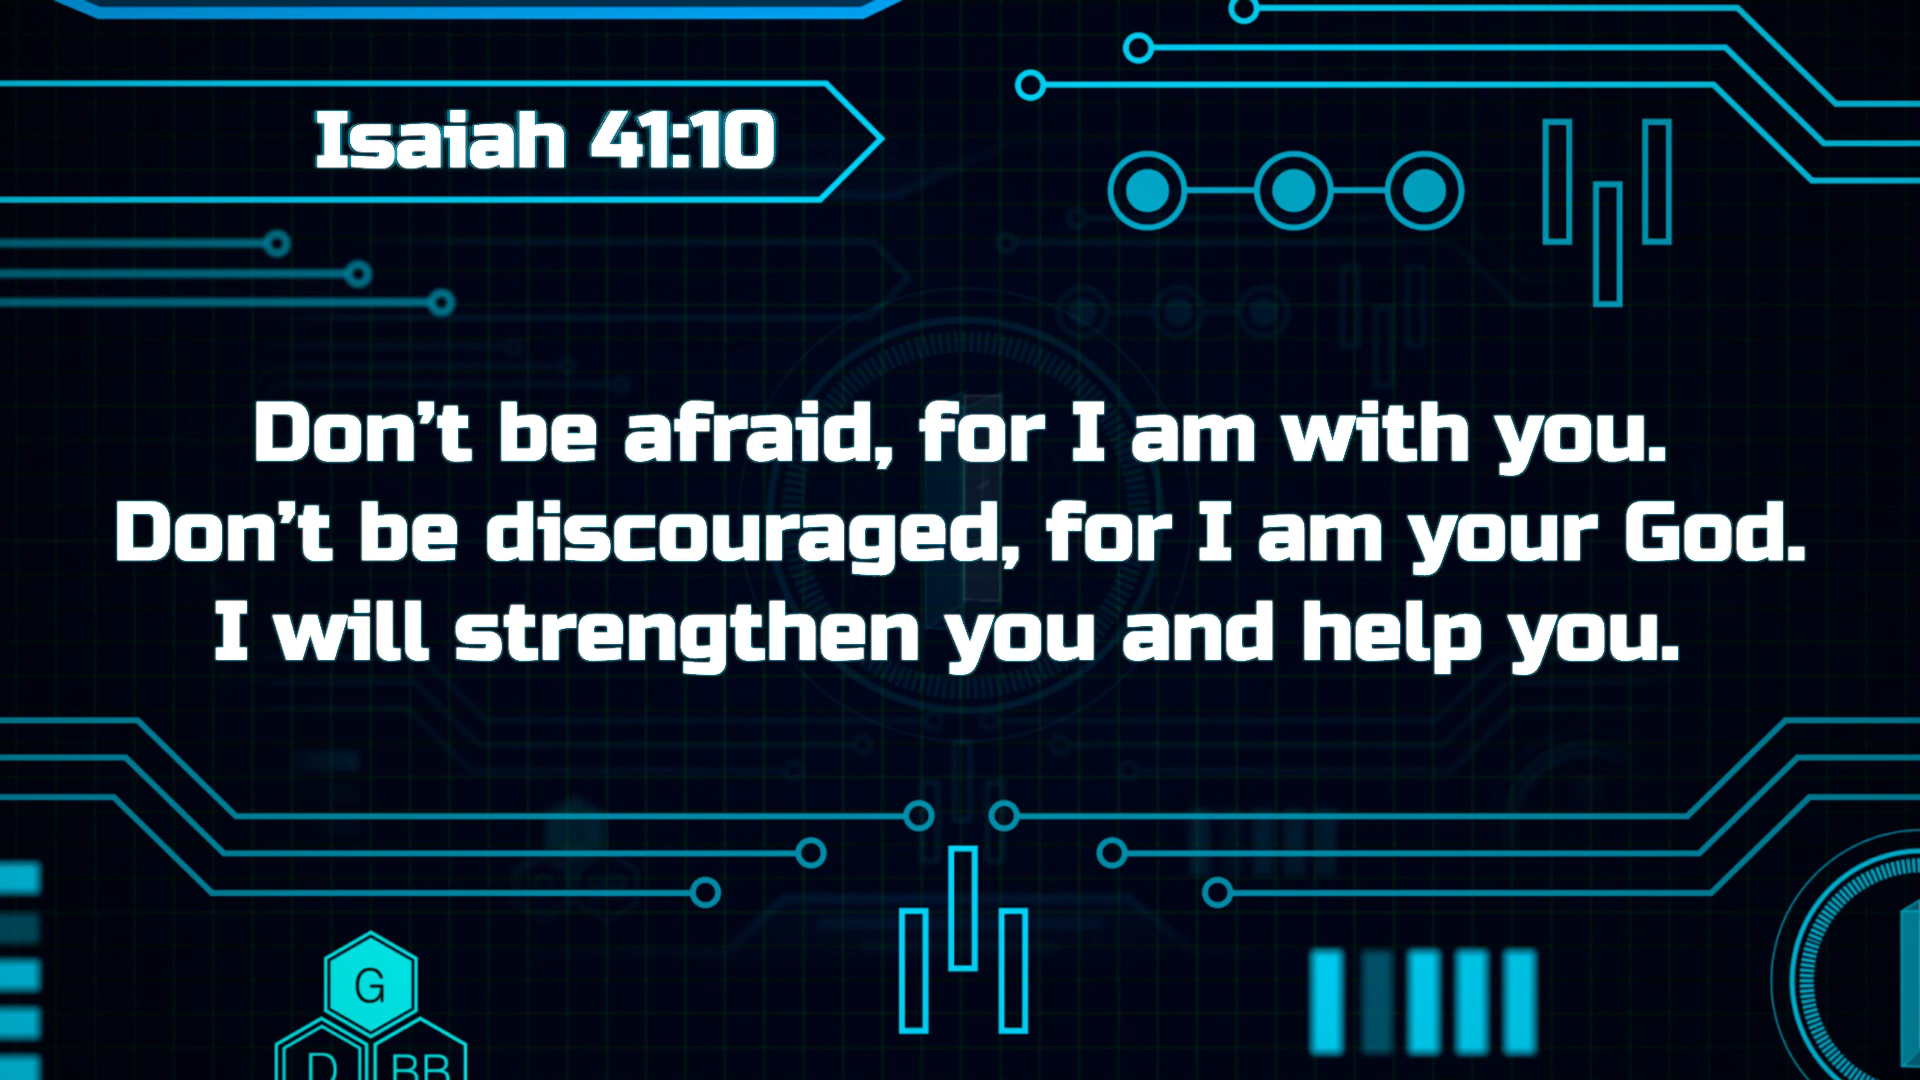 Isaiah 41:10
Don’t be afraid, for I am with you.
Don’t be discouraged, for I am your God.
I will strengthen you and help you.
G
D BB